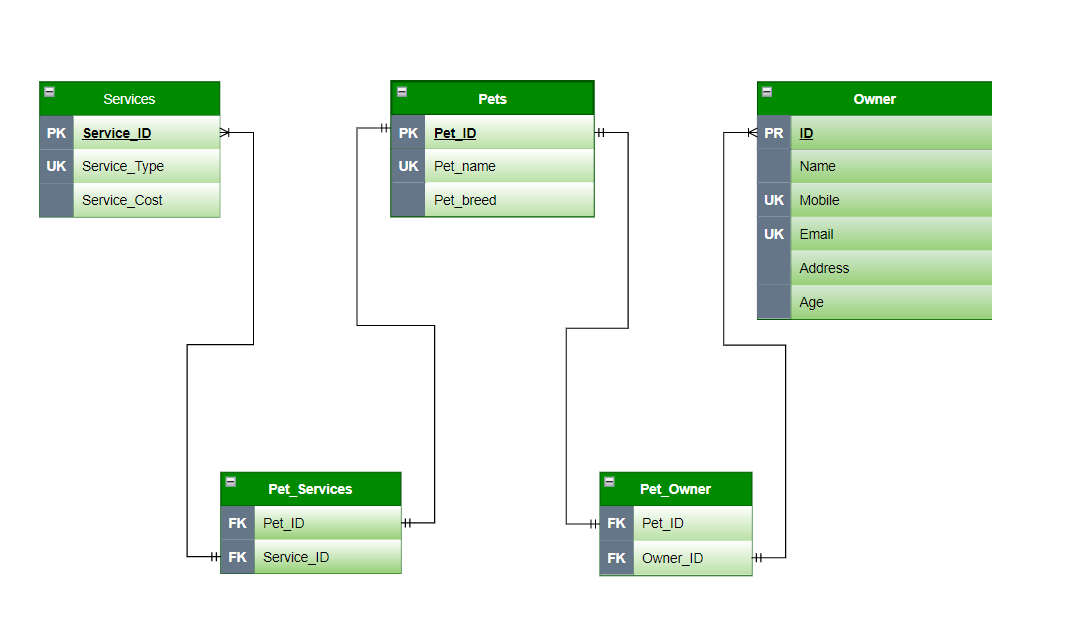 Services
PK Service_ID
UK Service_Type
Service_Cost
Pets
PK Pet_ID
UK Pet_name
Pet_breed
Owner
PR ID
Name
UK Mobile
UK Email
Address
Age
Pet_Services
FK Pet_ID
FK Service_ID
Pet_Owner
FK Pet_ID
FK Owner_ID